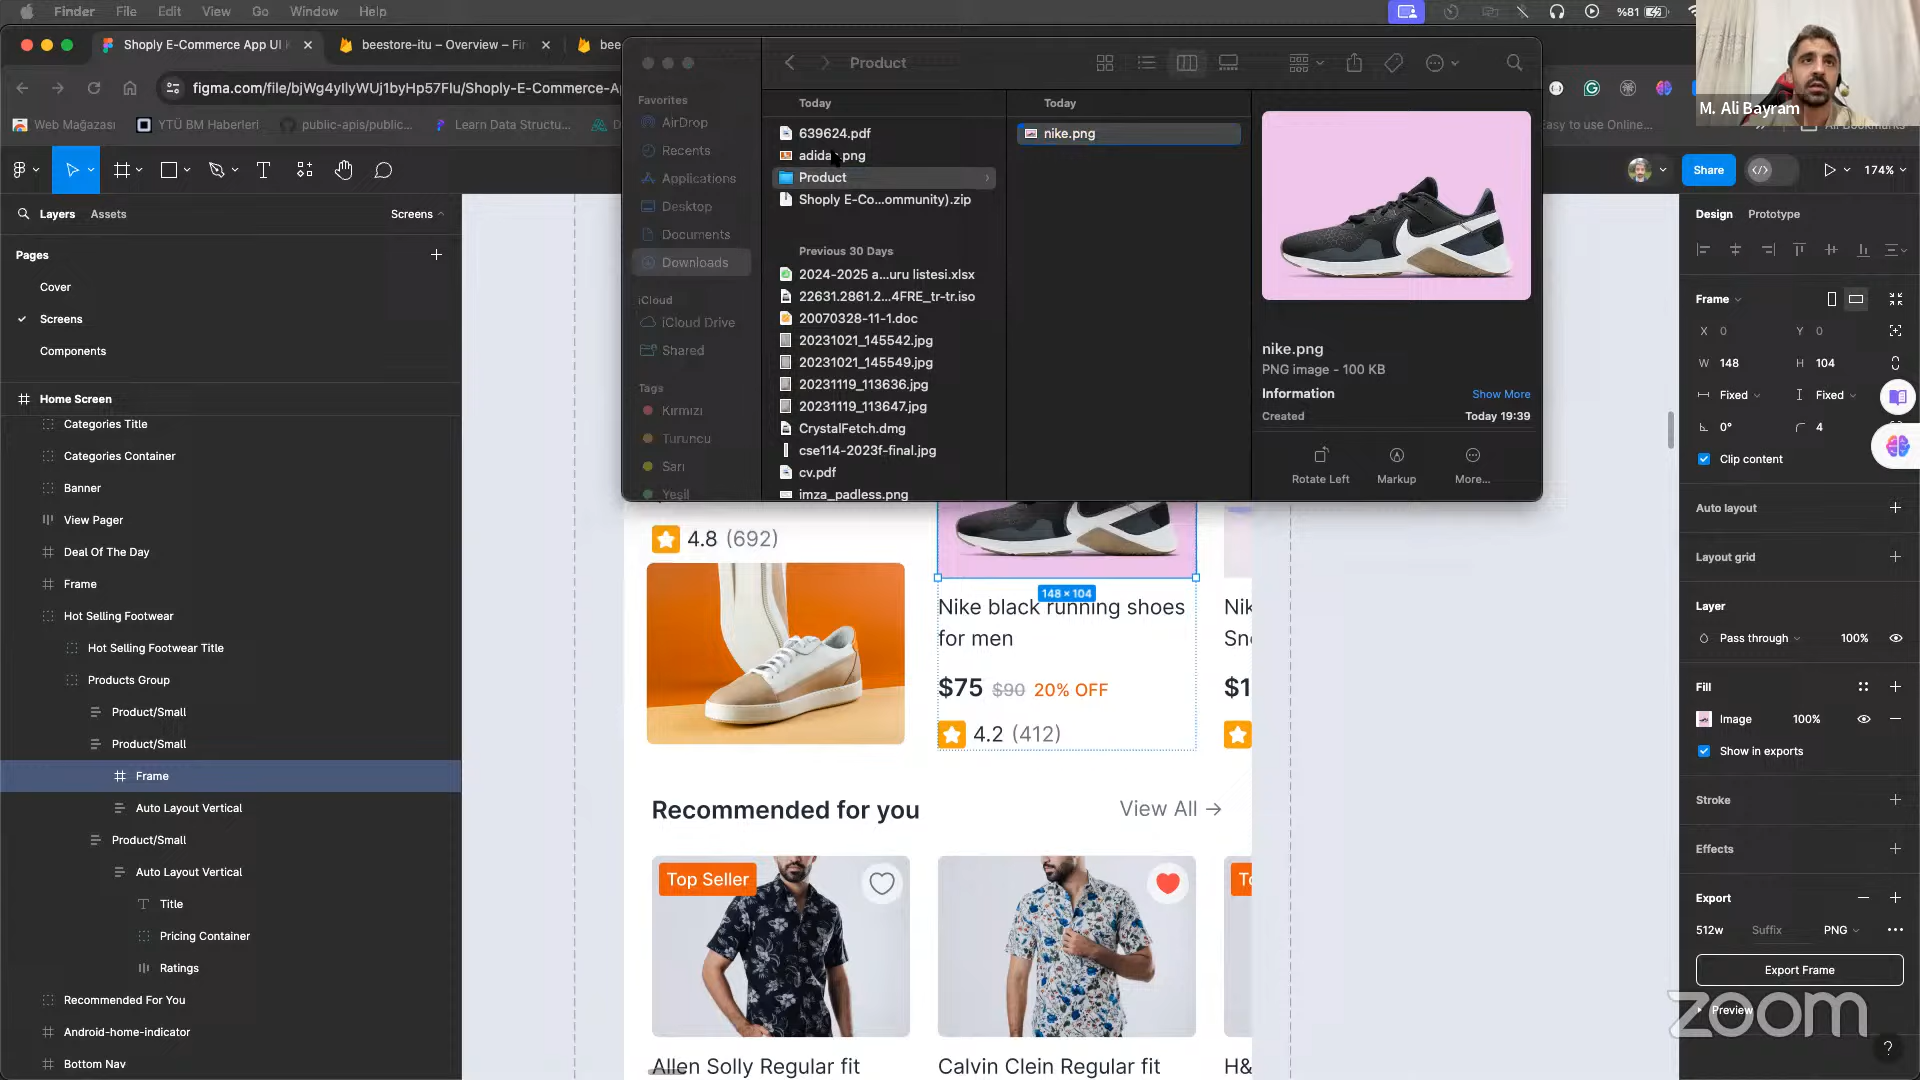 Finder File Edit View Go Window Help
%81
Shoply E-Commerce App UI
beestore-itu – Overview – Fir
bee
figma.com/file/bjWg4yIlyWUj1byHp57Flu/Shoply-E-Commerce-A
Web Mağazası
YTÜ BM Haberleri
public-apis/public...
Learn Data Structu...
Easy to use Online...
All Bookmarks
M. Ali Bayram
Share
174%
Layers
Assets
Screens
Pages
Cover
Screens
Components
Home Screen
Categories Title
Categories Container
Banner
View Pager
Deal Of The Day
Frame
Hot Selling Footwear
Hot Selling Footwear Title
Products Group
Product/Small
Product/Small
Frame
Auto Layout Vertical
Product/Small
Auto Layout Vertical
Title
Pricing Container
Ratings
Recommended For You
Android-home-indicator
Bottom Nav
Favorites
AirDrop
Recents
Applications
Desktop
Documents
Downloads
iCloud
iCloud Drive
Shared
Tags
Kırmızı
Turuncu
Sarı
Yeşil
Product
Today
639624.pdf
adidas.png
Product
Shoply E-Co...ommunity).zip
Previous 30 Days
2024-2025 a...uru listesi.xlsx
22631.2861.2...4FRE_tr-tr.iso
20070328-11-1.doc
20231021_145542.jpg
20231021_145549.jpg
20231119_113636.jpg
20231119_113647.jpg
CrystalFetch.dmg
cse114-2023f-final.jpg
cv.pdf
imza_padless.png
Today
nike.png
nike.png
PNG image - 100 KB
Information
Show More
Created
Today 19:39
Rotate Left
Markup
More...
4.8 (692)
148 × 104
Nike black running shoes
for men
$75 $90 20% OFF
4.2 (412)
Nik
Sne
$1
Recommended for you
View All →
Top Seller
To
Allen Solly Regular fit
Calvin Clein Regular fit
H&
Design
Prototype
Frame
X 0
Y 0
W 148
H 104
Fixed
Fixed
0°
4
Clip content
Auto layout
Layout grid
Layer
Pass through
100%
Fill
Image
100%
Show in exports
Stroke
Effects
Export
512w
Suffix
PNG
Export Frame
Preview
zoom
?